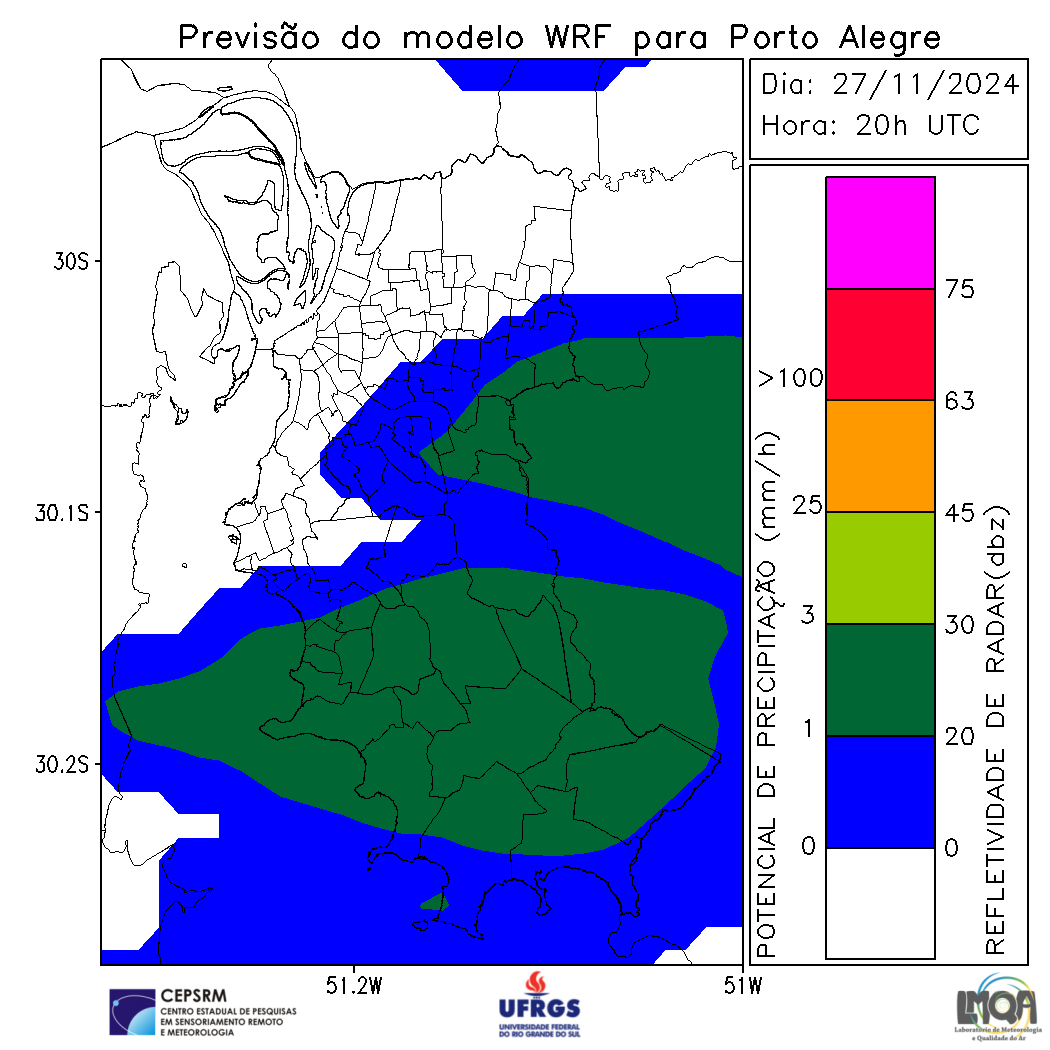 Previsão do modelo WRF para Porto Alegre
Dia: 27/11/2024
Hora: 20h UTC
30S
30.1S
30.2S
51.2W
51W
POTENCIAL DE PRECIPITAÇÃO (mm/h)
>100
25
3
1
0
75
63
45
30
20
0
REFLETIVIDADE DE RADAR(dbz)
CEPSRM
CENTRO ESTADUAL DE PESQUISAS
EM SENSORIAMENTO REMOTO
E METEOROLOGIA
UFRGS
UNIVERSIDADE FEDERAL
DO RIO GRANDE DO SUL
LMQA
Laboratório de Meteorologia
e Qualidade do Ar